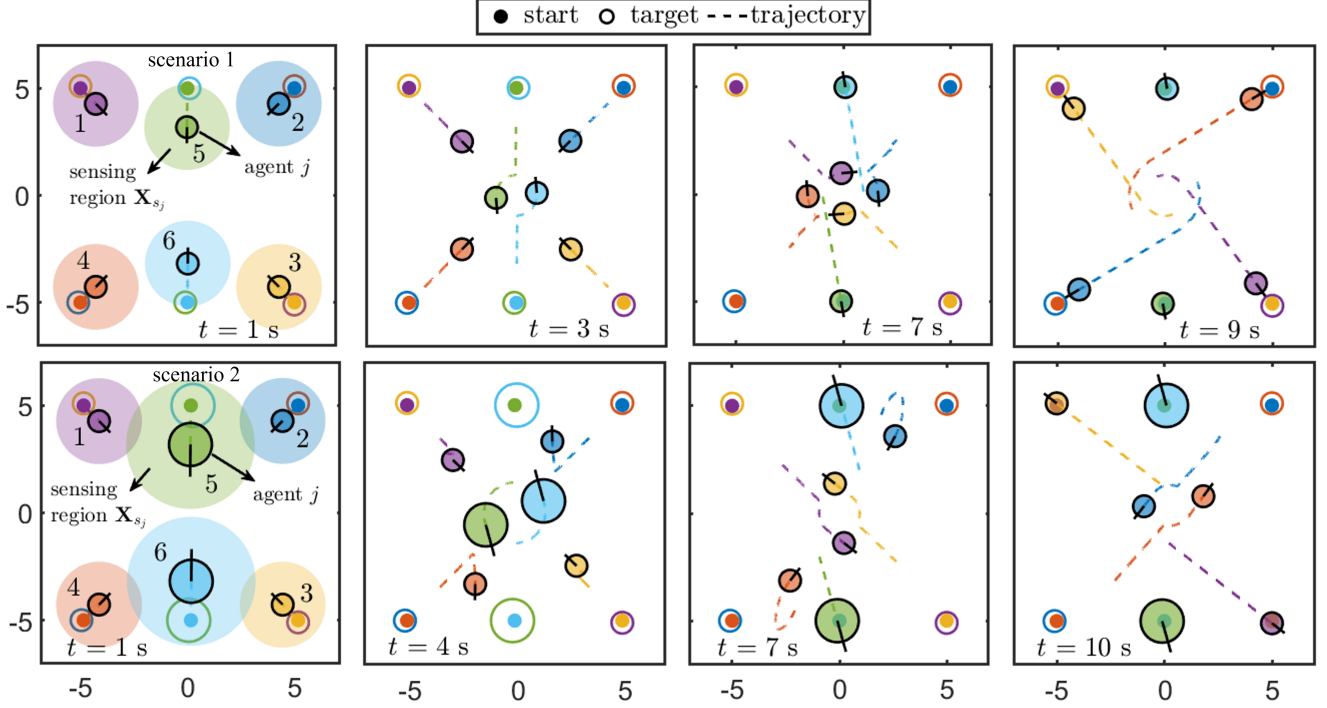 start target trajectory
scenario 1
5
0
-5
1
2
5
sensing
region X_{s_j}
agent j
6
4
3
t = 1 s
t = 3 s
t = 7 s
t = 9 s
scenario 2
5
0
-5
1
2
5
sensing
region X_{s_j}
agent j
6
4
3
t = 1 s
t = 4 s
t = 7 s
t = 10 s
-5 0 5 -5 0 5 -5 0 5 -5 0 5